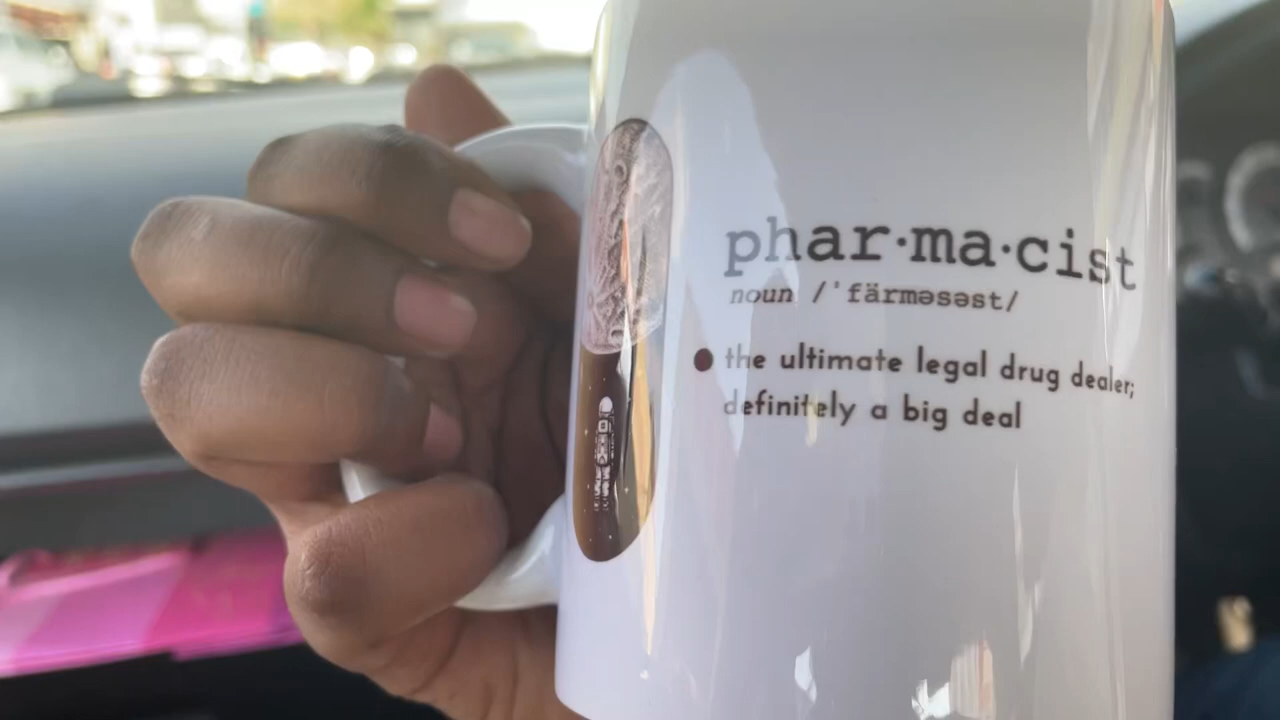 phar·ma·cist
noun /ˈfärməsəst/
the ultimate legal drug dealer;
definitely a big deal